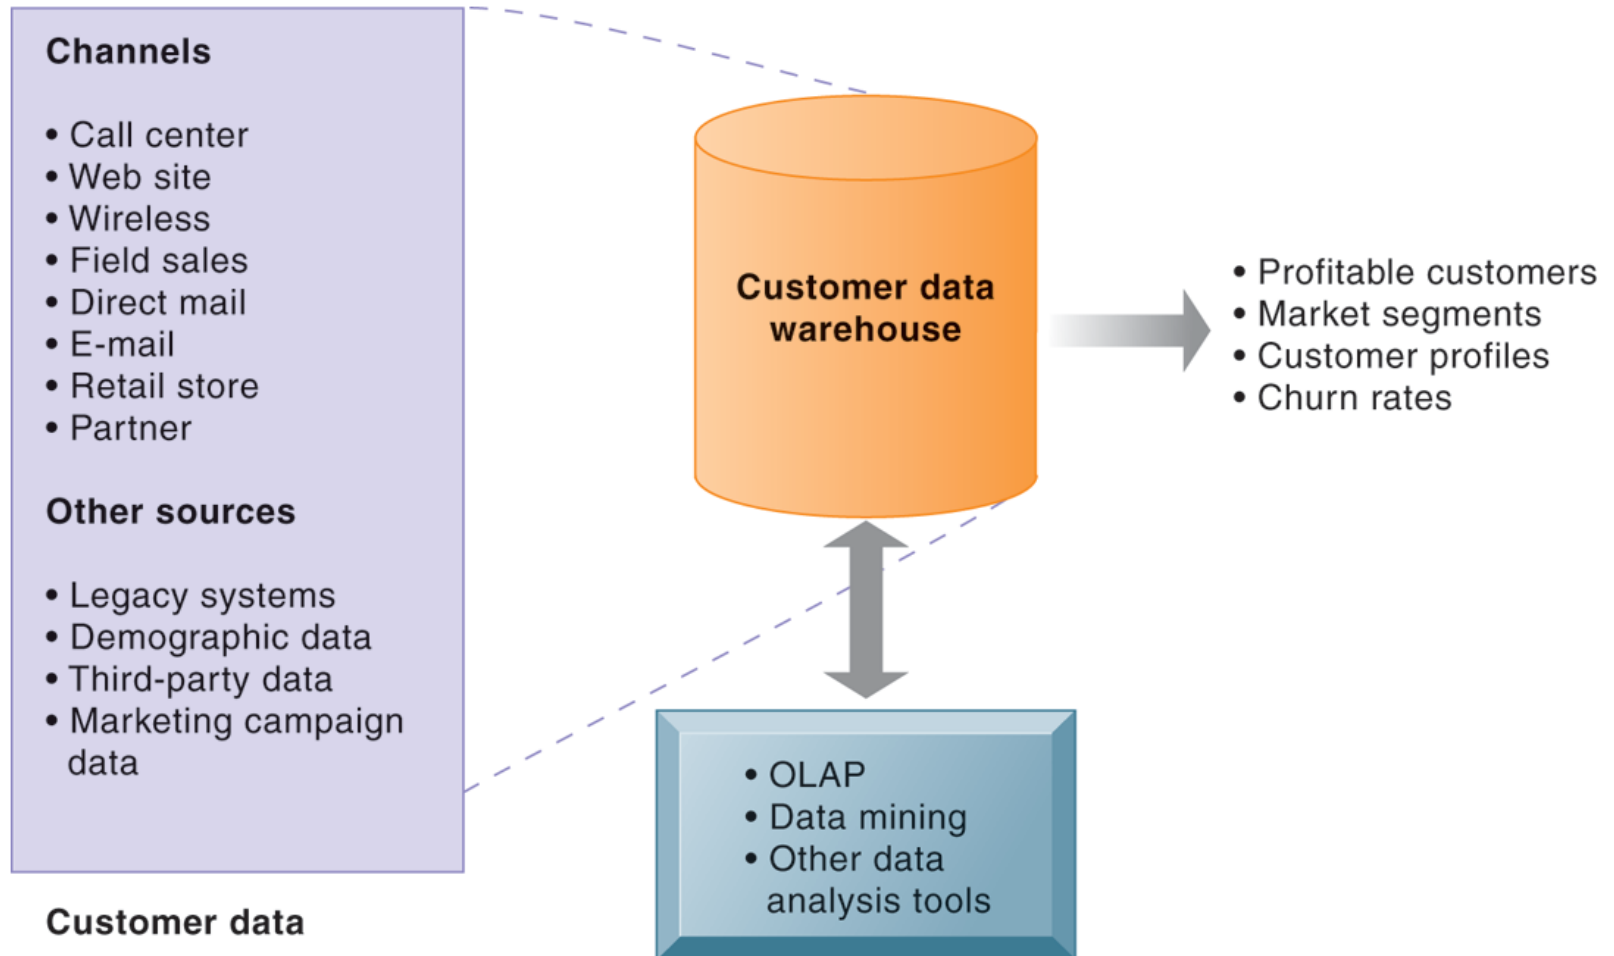 Channels
• Call center
• Web site
• Wireless
• Field sales
• Direct mail
• E-mail
• Retail store
• Partner
Other sources
• Legacy systems
• Demographic data
• Third-party data
• Marketing campaign
data
Customer data
Customer data
warehouse
• OLAP
• Data mining
• Other data
analysis tools
• Profitable customers
• Market segments
• Customer profiles
• Churn rates